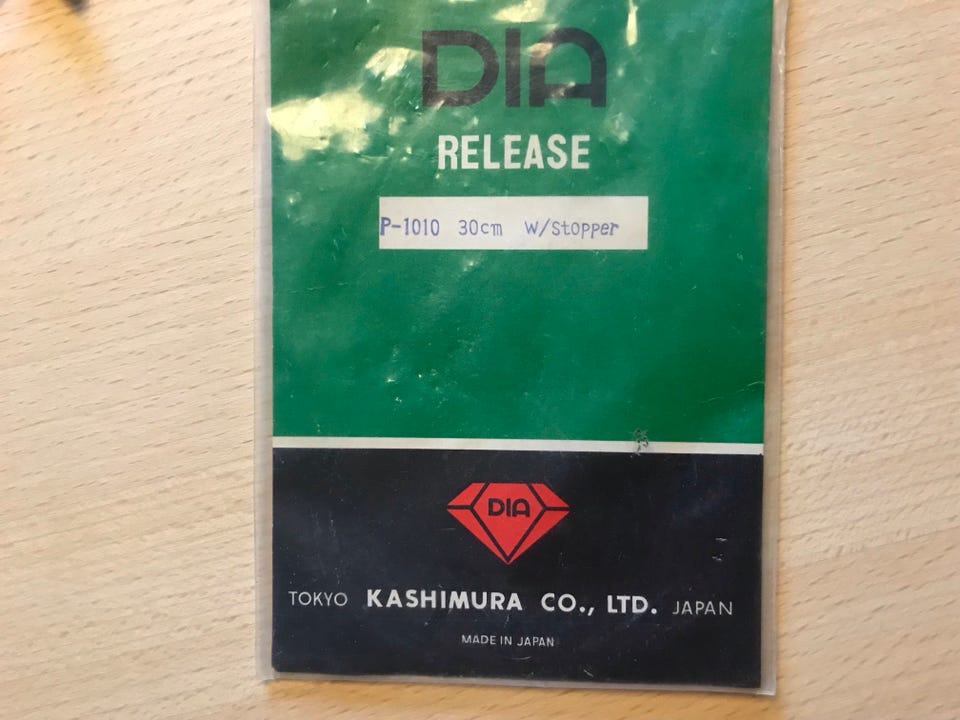 DIA
RELEASE
P-1010 30cm W/Stopper
DIA
TOKYO KASHIMURA CO., LTD. JAPAN
MADE IN JAPAN